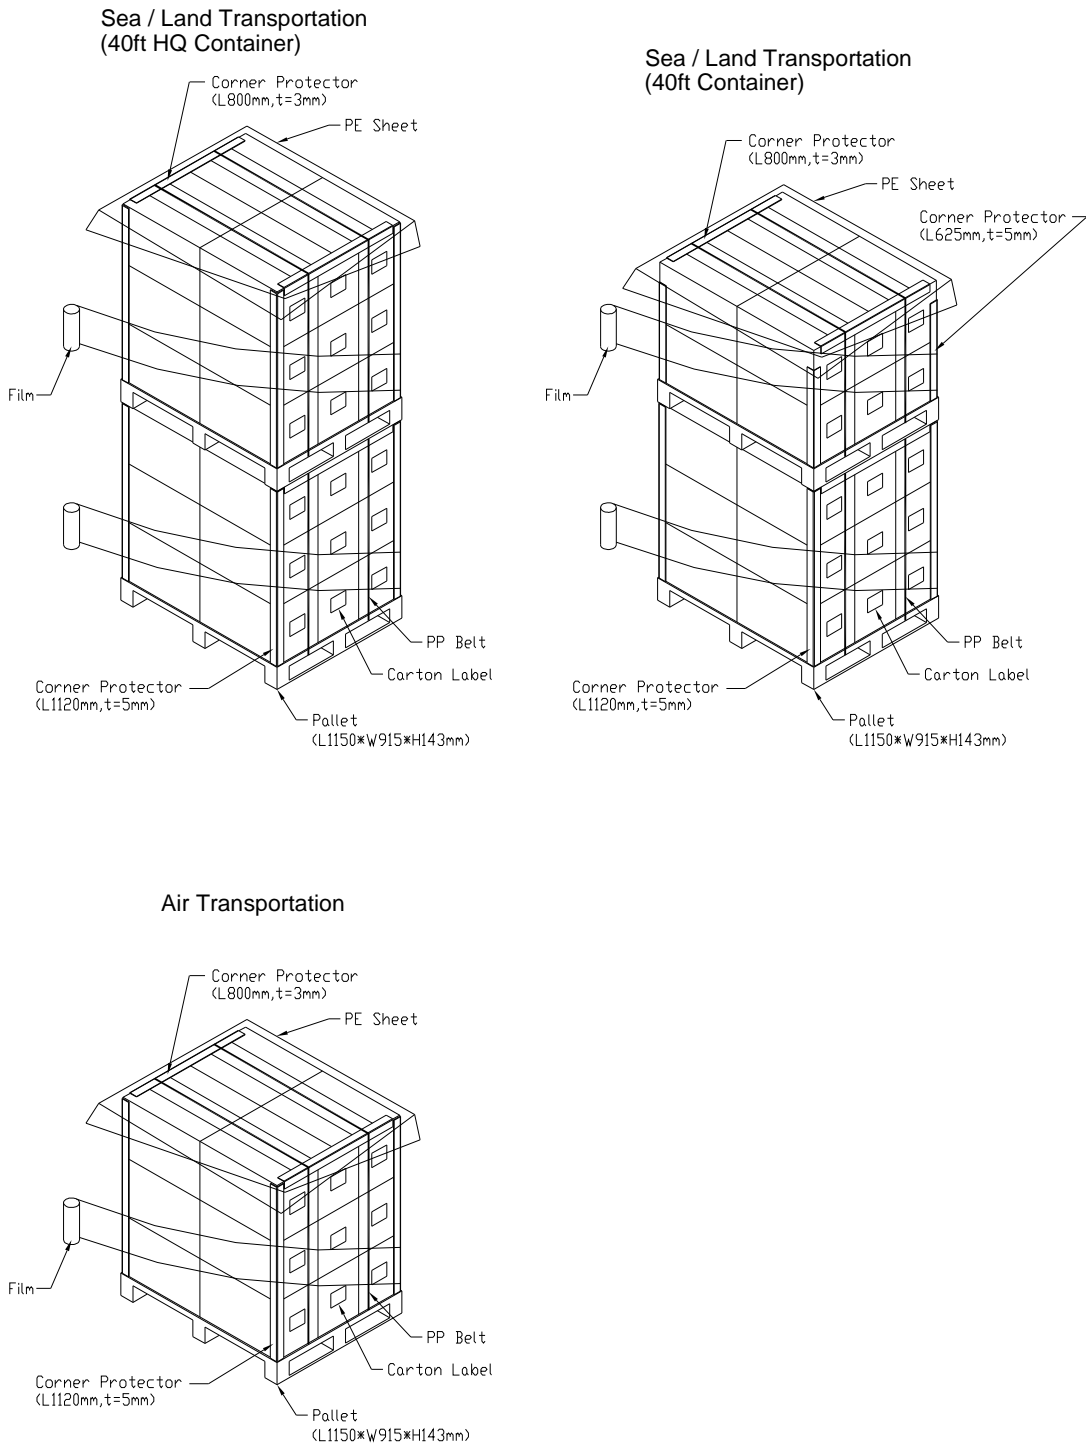 Sea / Land Transportation
(40ft HQ Container)
Corner Protector
(L800mm,t=3mm)
PE Sheet
Film
PP Belt
Carton Label
Corner Protector
(L1120mm,t=5mm)
Pallet
(L1150*W915*H143mm)
Sea / Land Transportation
(40ft Container)
Corner Protector
(L800mm,t=3mm)
PE Sheet
Corner Protector
(L625mm,t=5mm)
Film
PP Belt
Carton Label
Corner Protector
(L1120mm,t=5mm)
Pallet
(L1150*W915*H143mm)
Air Transportation
Corner Protector
(L800mm,t=3mm)
PE Sheet
Film
PP Belt
Carton Label
Corner Protector
(L1120mm,t=5mm)
Pallet
(L1150*W915*H143mm)